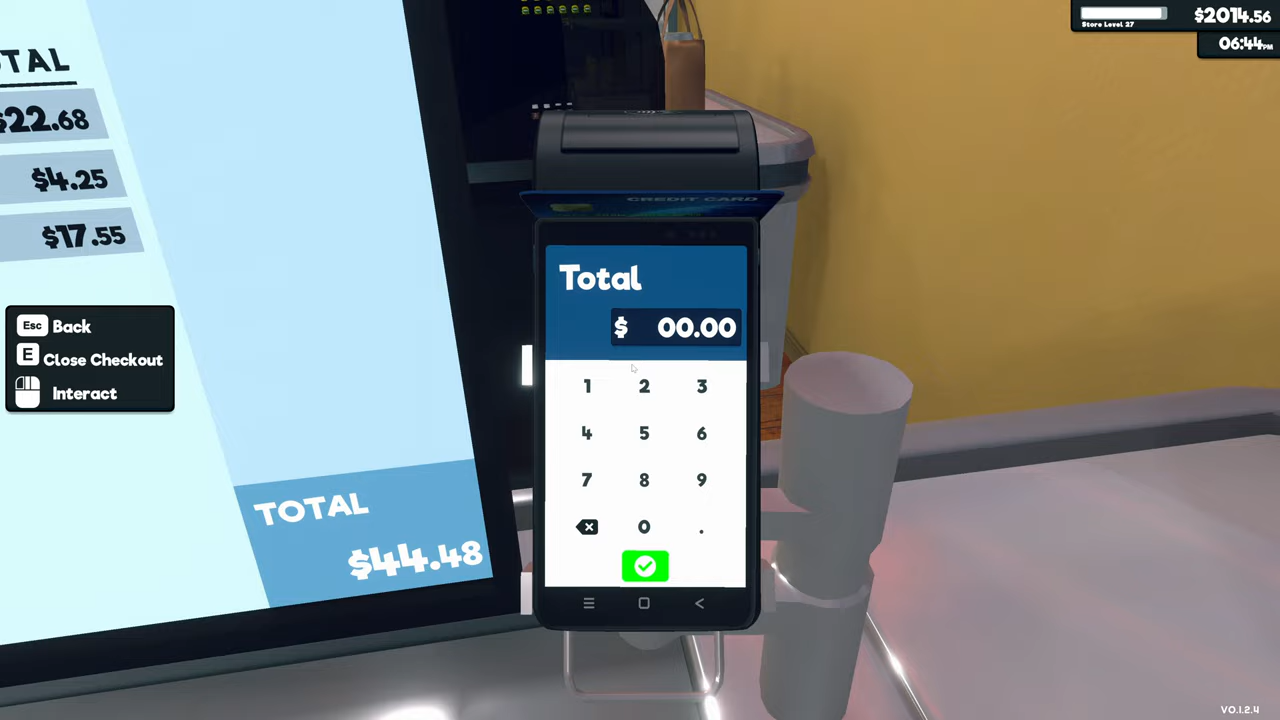 OTAL
$22.68
$4.25
$17.55
Esc Back
E Close Checkout
Interact
TOTAL
$44.48
CREDIT CARD
Total
$ 00.00
1 2 3
4 5 6
7 8 9
0 .
$2014.56
Store Level 27
06:44PM
V0.1.2.4